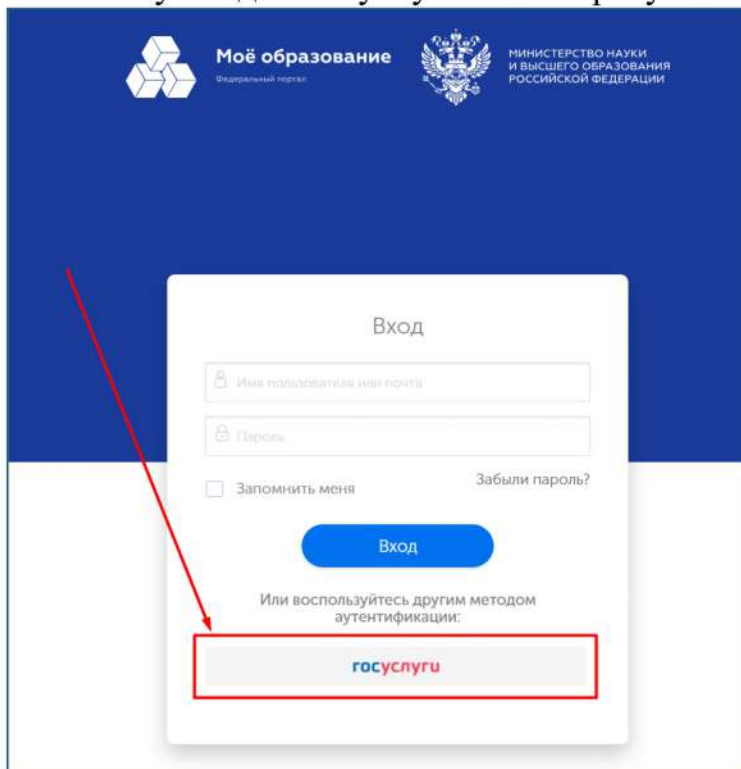 Моё образование
Федеральный портал
МИНИСТЕРСТВО НАУКИ
И ВЫСШЕГО ОБРАЗОВАНИЯ
РОССИЙСКОЙ ФЕДЕРАЦИИ
Вход
Имя пользователя или почта
Пароль
Запомнить меня
Забыли пароль?
Вход
Или воспользуйтесь другим методом
аутентификации:
госуслуги